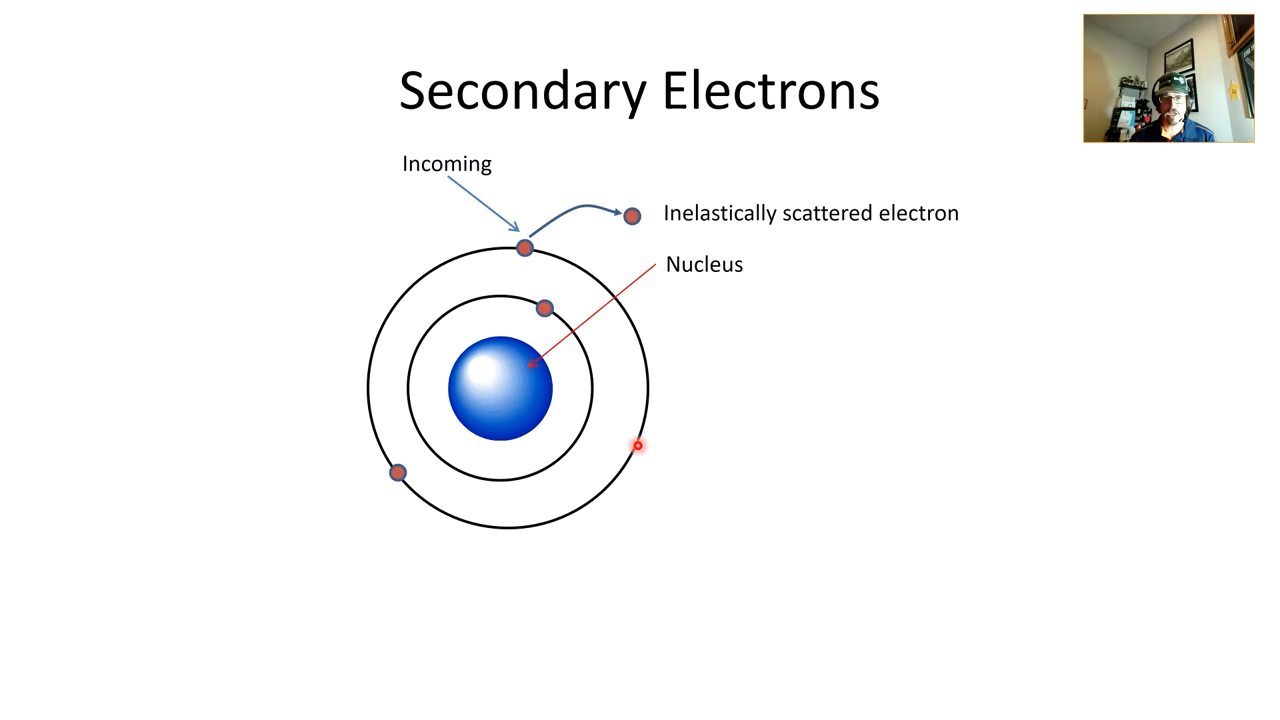 Secondary Electrons
Incoming
Inelastically scattered electron
Nucleus